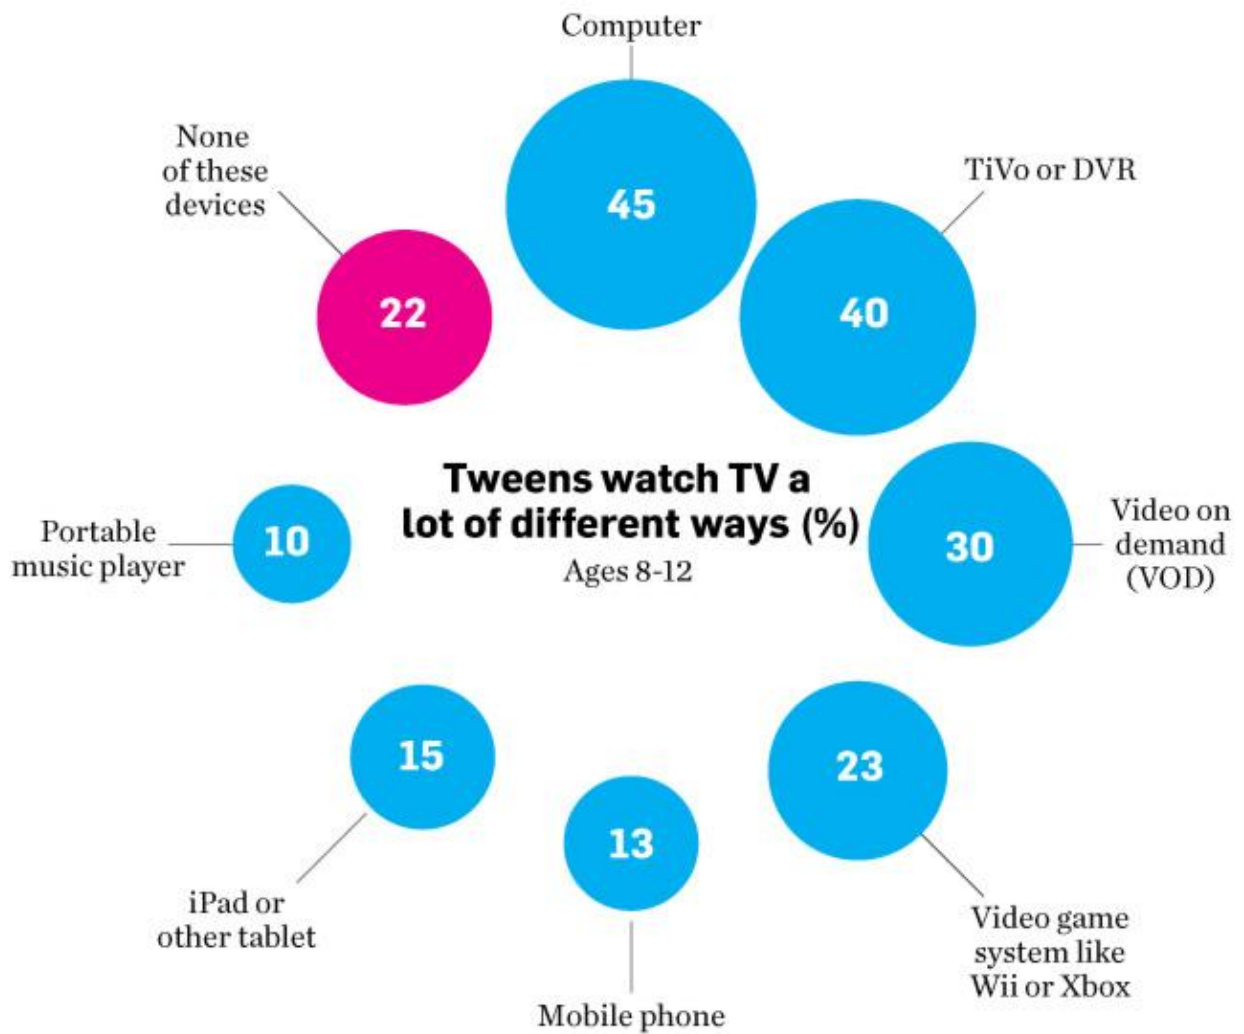 Computer
45
TiVo or DVR
40
Video on
demand
(VOD)
30
Video game
system like
Wii or Xbox
23
Mobile phone
13
iPad or
other tablet
15
Portable
music player
10
None
of these
devices
22
Tweens watch TV a
lot of different ways (%)
Ages 8-12